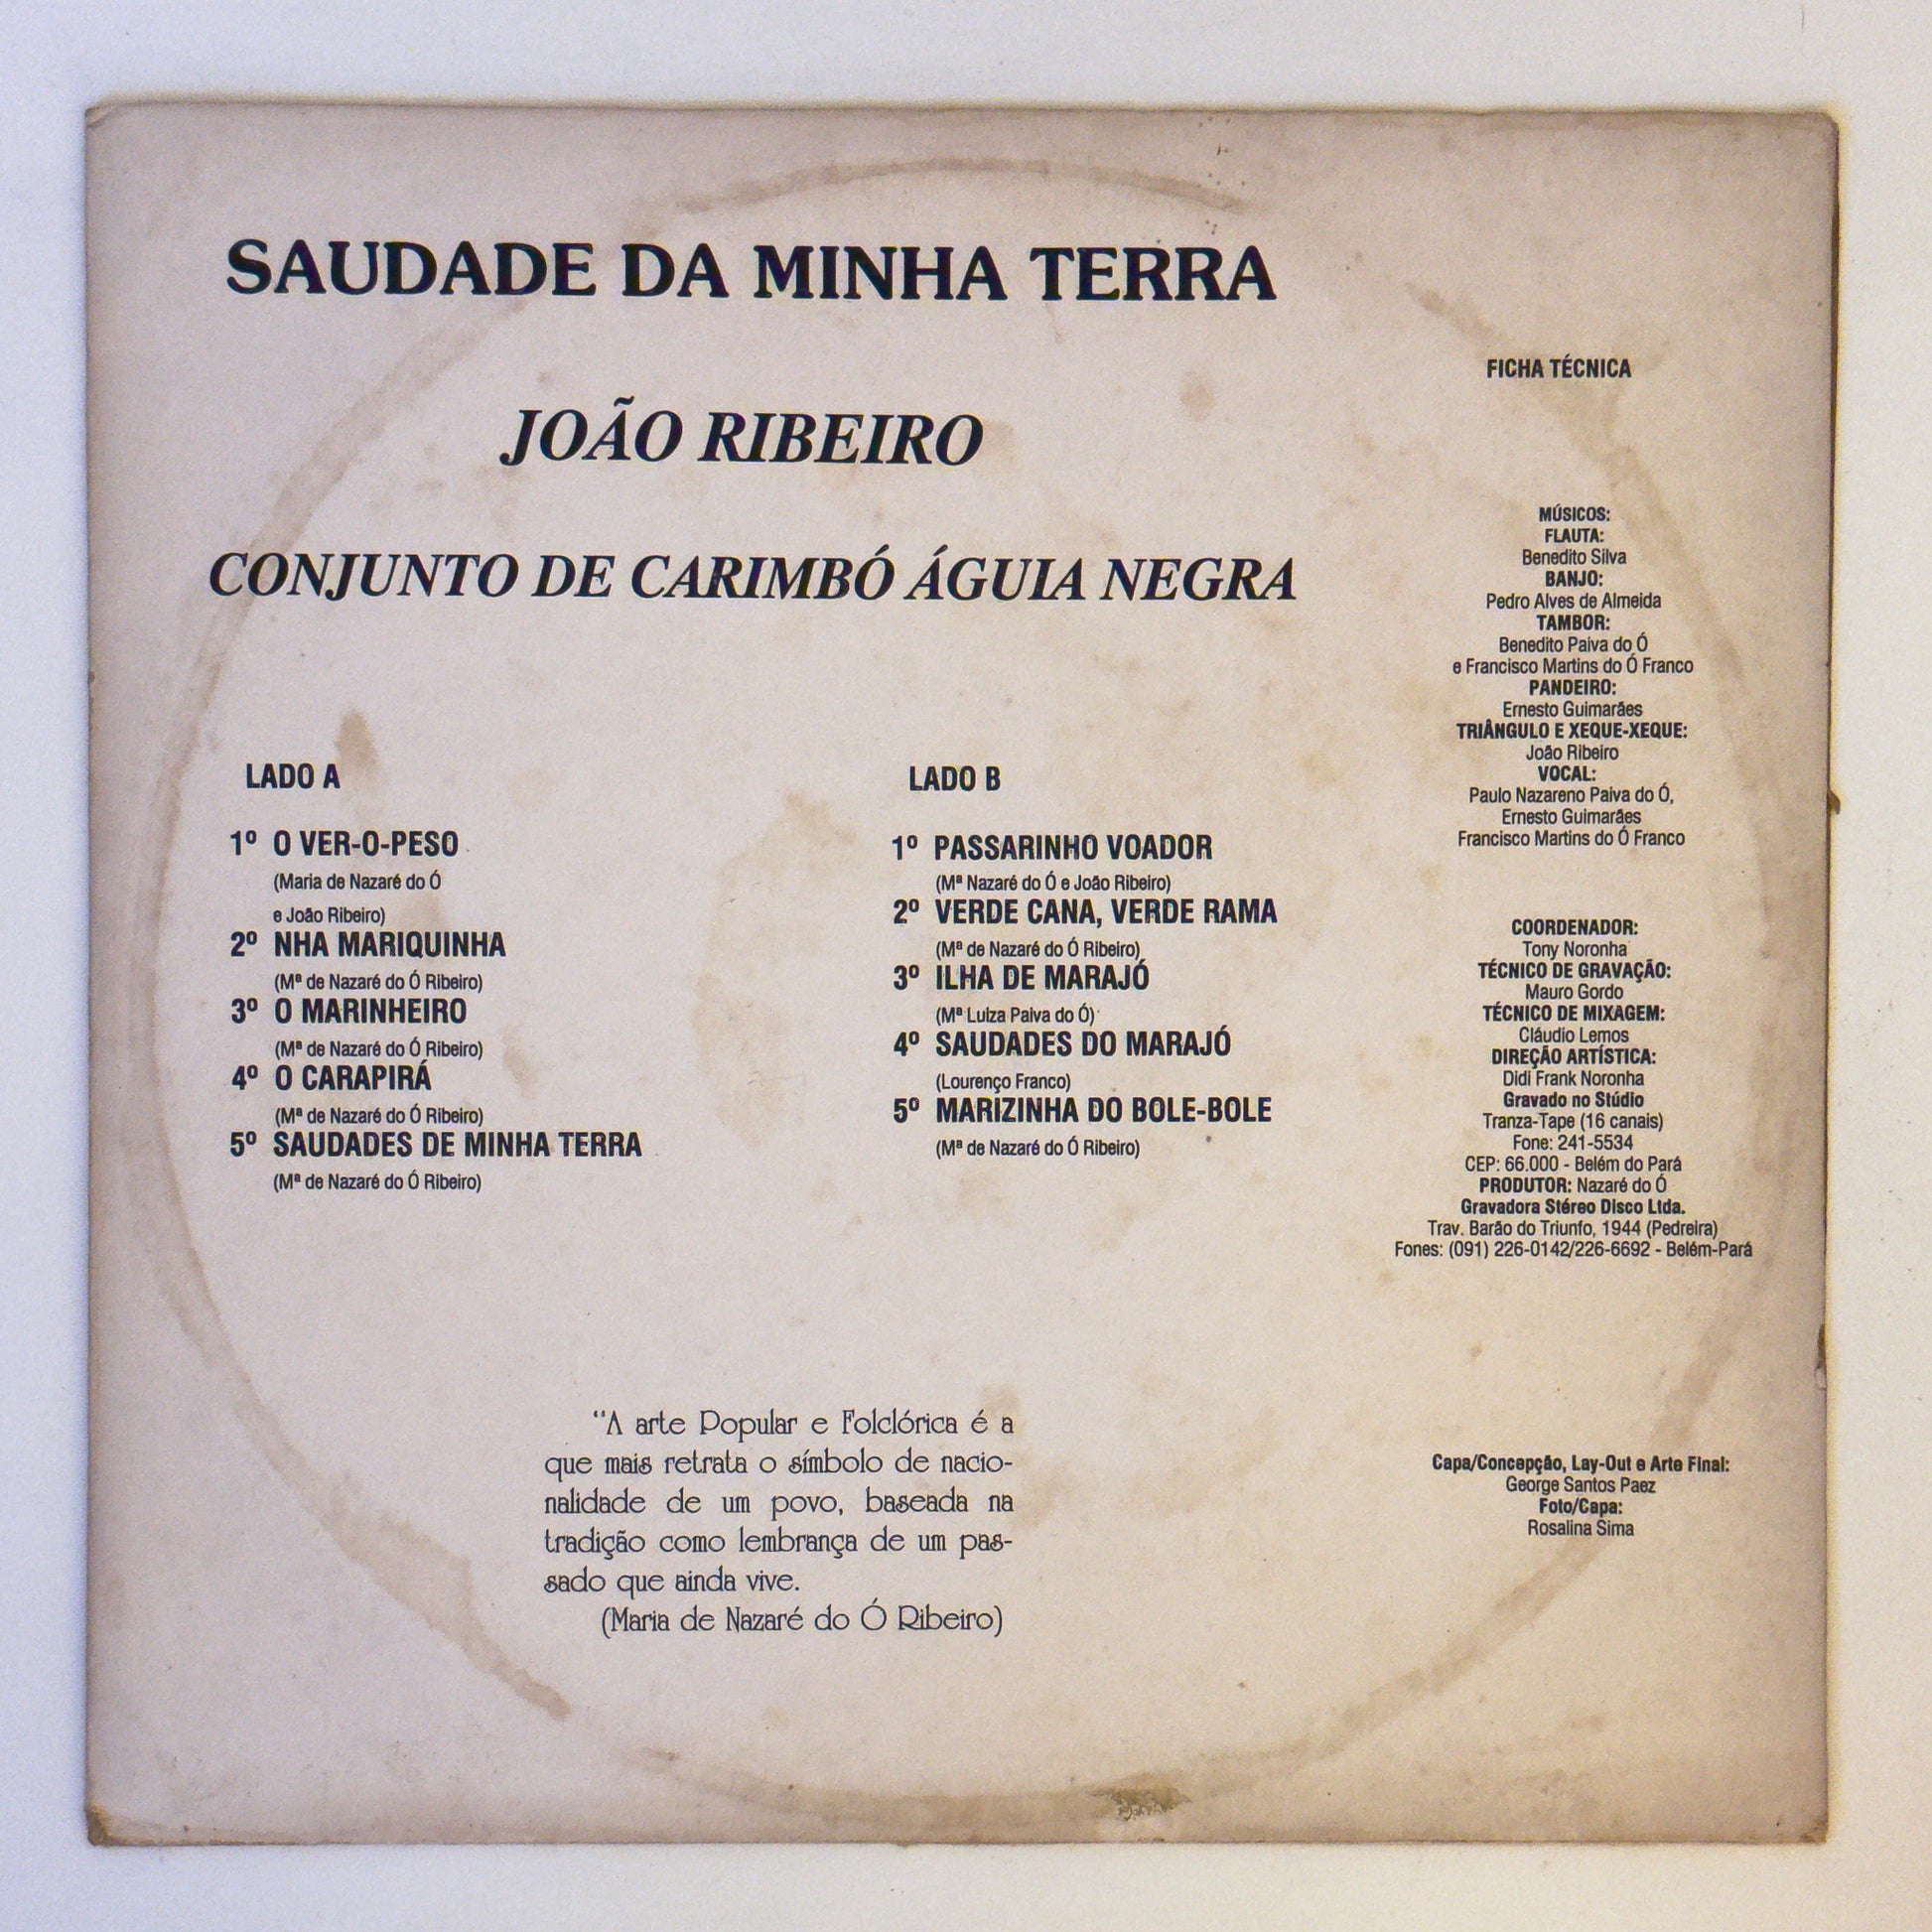 SAUDADE DA MINHA TERRA
JOÃO RIBEIRO
CONJUNTO DE CARIMBÓ ÁGUIA NEGRA
LADO A
1º O VER-O-PESO
(Maria de Nazaré do Ó
e João Ribeiro)
2º NHA MARIQUINHA
(Mª de Nazaré do Ó Ribeiro)
3º O MARINHEIRO
(Mª de Nazaré do Ó Ribeiro)
4º O CARAPIRÁ
(Mª de Nazaré do Ó Ribeiro)
5º SAUDADES DE MINHA TERRA
(Mª de Nazaré do Ó Ribeiro)
LADO B
1º PASSARINHO VOADOR
(Mª Nazaré do Ó e João Ribeiro)
2º VERDE CANA, VERDE RAMA
(Mª de Nazaré do Ó Ribeiro)
3º ILHA DE MARAJÓ
(Mª Luiza Paiva do Ó)
4º SAUDADES DO MARAJÓ
(Lourenço Franco)
5º MARIZINHA DO BOLE-BOLE
(Mª de Nazaré do Ó Ribeiro)
"A arte Popular e Folclórica é a
que mais retrata o símbolo de nacio-
nalidade de um povo, baseada na
tradição como lembrança de um pas-
sado que ainda vive.
(Maria de Nazaré do Ó Ribeiro)
FICHA TÉCNICA
MÚSICOS:
FLAUTA:
Benedito Silva
BANJO:
Pedro Alves de Almeida
TAMBOR:
Benedito Paiva do Ó
e Francisco Martins do Ó Franco
PANDEIRO:
Ernesto Guimarães
TRIÂNGULO E XEQUE-XEQUE:
João Ribeiro
VOCAL:
Paulo Nazareno Paiva do Ó,
Ernesto Guimarães
Francisco Martins do Ó Franco
COORDENADOR:
Tony Noronha
TÉCNICO DE GRAVAÇÃO:
Mauro Gordo
TÉCNICO DE MIXAGEM:
Cláudio Lemos
DIREÇÃO ARTÍSTICA:
Didi Frank Noronha
Gravado no Stúdio
Tranza-Tape (16 canais)
Fone: 241-5534
CEP: 66.000 - Belém do Pará
PRODUTOR: Nazaré do Ó
Gravadora Stéreo Disco Ltda.
Trav. Barão do Triunfo, 1944 (Pedreira)
Fones: (091) 226-0142/226-6692 - Belém-Pará
Capa/Concepção, Lay-Out e Arte Final:
George Santos Paez
Foto/Capa:
Rosalina Sima